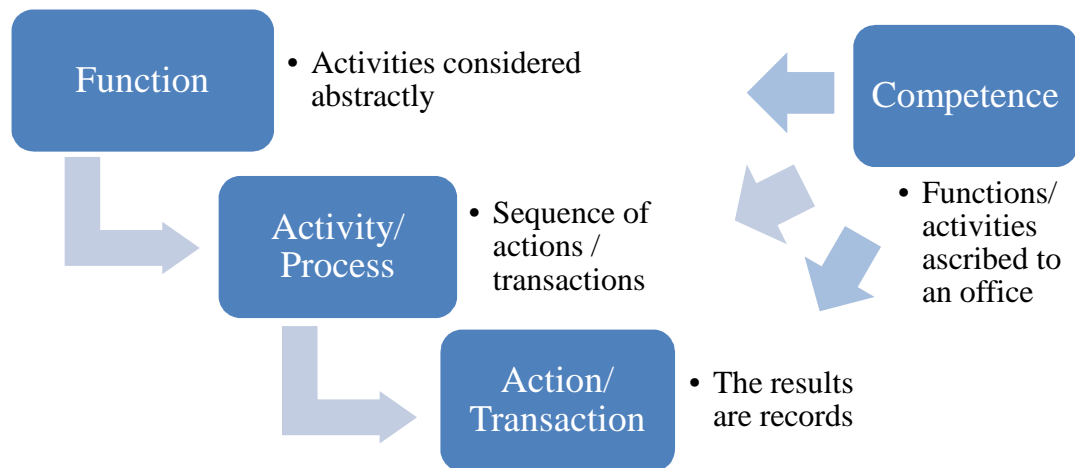 Function
• Activities considered
abstractly
Competence
• Functions/
activities
ascribed to
an office
Activity/
Process
• Sequence of
actions /
transactions
Action/
Transaction
• The results
are records